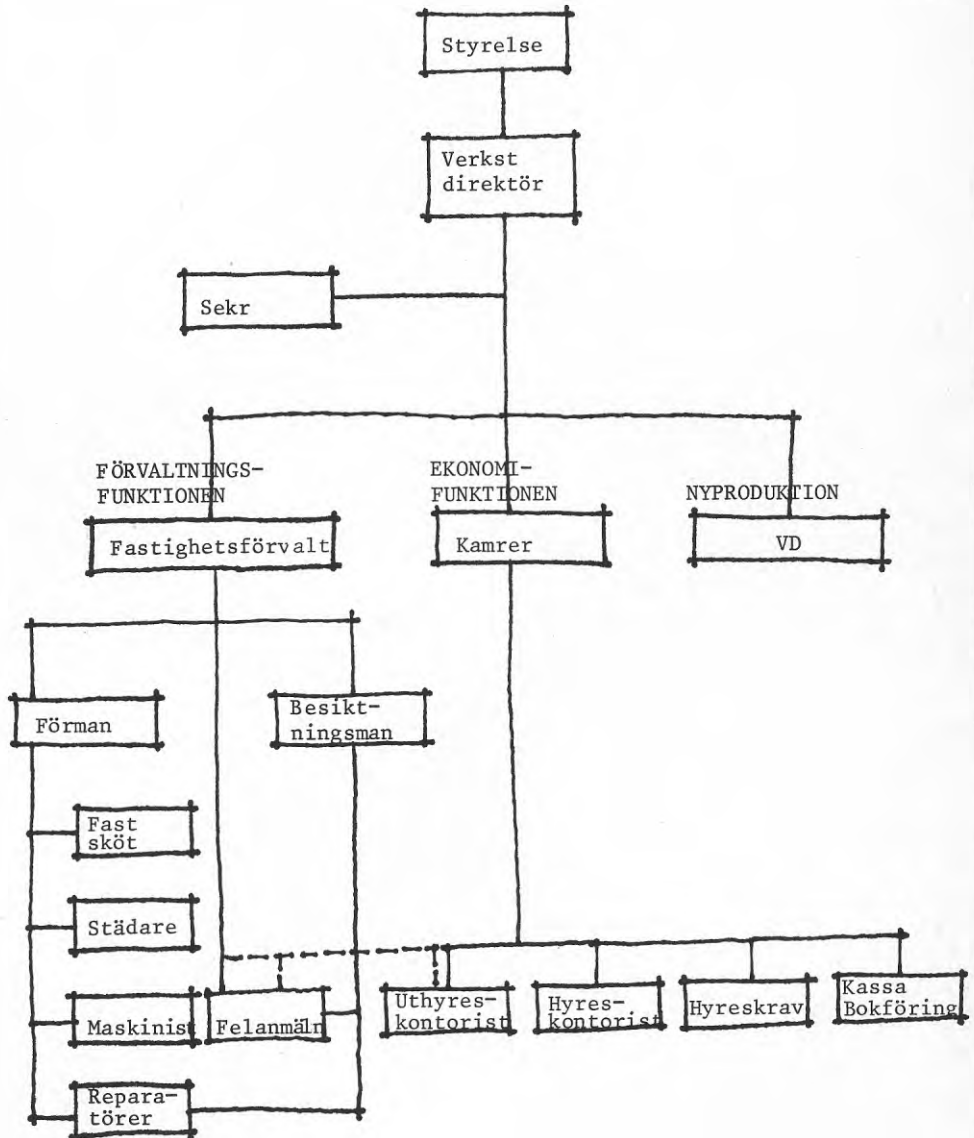 Styrelse
Verkst
direktör
Sekr
FÖRVALTNINGS-
FUNKTIONEN
EKONOMI-
FUNKTIONEN
NYPRODUKTION
Fastighetsförvalt
Kamrer
VD
Förman
Besikt-
ningsman
Fast
sköt
Städare
Maskinist
Felanmäln
Uthyres-
kontorist
Hyres-
kontorist
Hyreskrav
Kassa
Bokföring
Repara-
törer